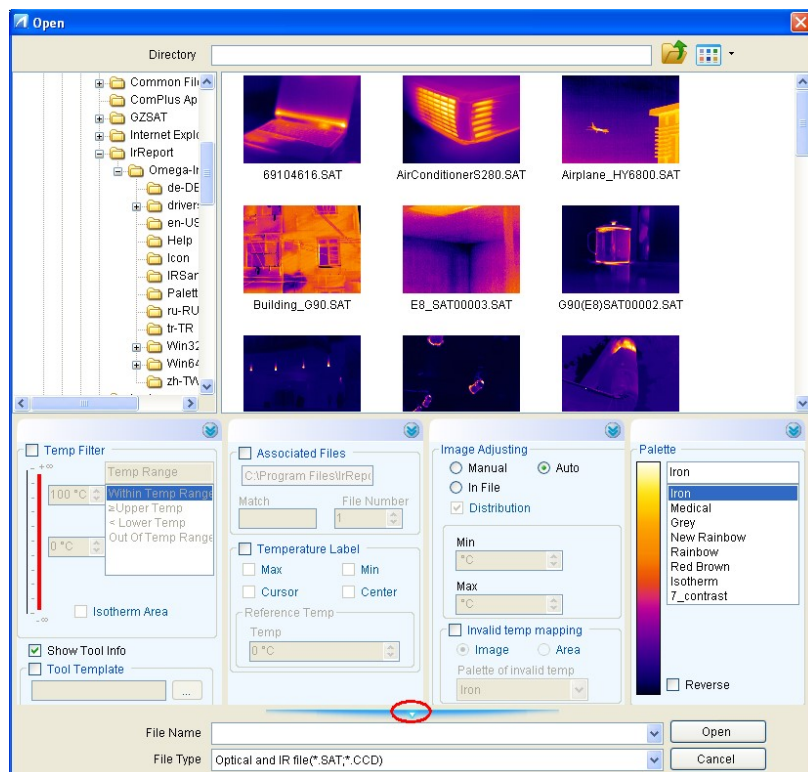 Open
Directory
Common File
ComPlus Ap
GZSAT
Internet Explo
IrReport
Omega-Ir
de-DE
drivers
en-US
Help
Icon
IRSar
Palett
ru-RU
tr-TR
Win32
Win64
zh-TW
69104616.SAT
AirConditionerS280.SAT
Airplane_HY6800.SAT
Building_G90.SAT
E8_SAT00003.SAT
G90(E8)SAT00002.SAT
Temp Filter
+∞
100 °C
0 °C
-∞
Temp Range
Within Temp Range
≥Upper Temp
< Lower Temp
Out Of Temp Range
Isotherm Area
Show Tool Info
Tool Template
...
Associated Files
C:\Program Files\IrRepo
Match
File Number
1
Temperature Label
Max
Min
Cursor
Center
Reference Temp
Temp
0 °C
Image Adjusting
Manual
Auto
In File
Distribution
Min
°C
Max
°C
Invalid temp mapping
Image
Area
Palette of invalid temp
Iron
Palette
Iron
Iron
Medical
Grey
New Rainbow
Rainbow
Red Brown
Isotherm
7_contrast
Reverse
File Name
Open
File Type
Optical and IR file(*.SAT;*.CCD)
Cancel